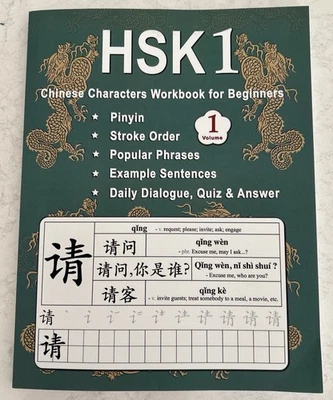 HSK 1
Chinese Characters Workbook for Beginners
★ Pinyin
★ Stroke Order
★ Popular Phrases
★ Example Sentences
★ Daily Dialogue, Quiz & Answer
1
Volume
请
qǐng - v. request; please; invite; ask; engage
请问 qǐng wèn
- phr. Excuse me, may I ask...?
请问,你是谁? Qǐng wèn, nǐ shì shuí ?
- Excuse me, who are you?
请客 qǐng kè
- v. invite guests; treat somebody to a meal, a movie, etc.
请
请